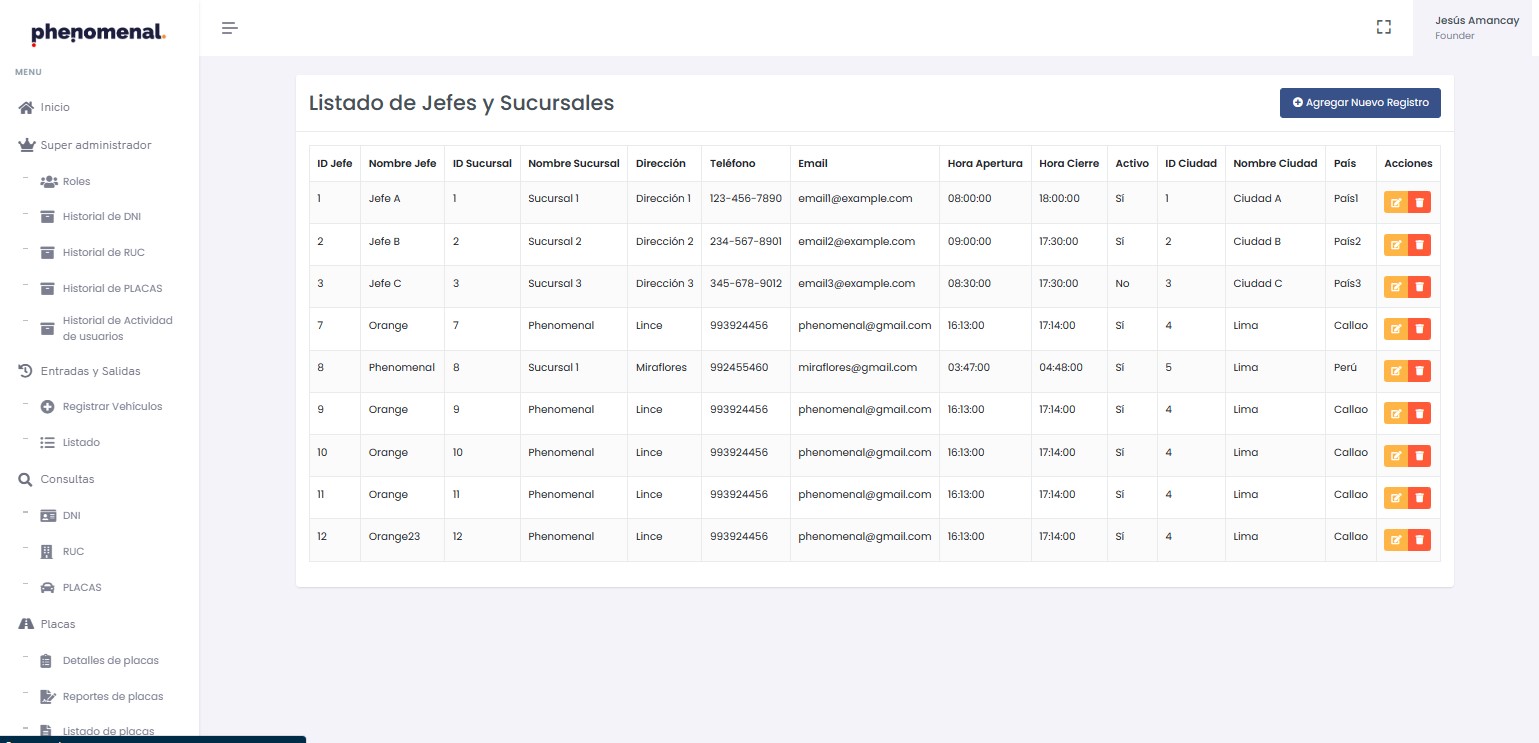 phenomenal.
Jesús Amancay
Founder
MENU
Inicio
Super administrador
Roles
Historial de DNI
Historial de RUC
Historial de PLACAS
Historial de Actividad
de usuarios
Entradas y Salidas
Registrar Vehículos
Listado
Consultas
DNI
RUC
PLACAS
Placas
Detalles de placas
Reportes de placas
Listado de placas
Listado de Jefes y Sucursales
Agregar Nuevo Registro
ID Jefe Nombre Jefe ID Sucursal Nombre Sucursal Dirección Teléfono Email Hora Apertura Hora Cierre Activo ID Ciudad Nombre Ciudad País Acciones
1 Jefe A 1 Sucursal 1 Dirección 1 123-456-7890 email1@example.com 08:00:00 18:00:00 Sí 1 Ciudad A País1
2 Jefe B 2 Sucursal 2 Dirección 2 234-567-8901 email2@example.com 09:00:00 17:30:00 Sí 2 Ciudad B País2
3 Jefe C 3 Sucursal 3 Dirección 3 345-678-9012 email3@example.com 08:30:00 17:30:00 No 3 Ciudad C País3
7 Orange 7 Phenomenal Lince 993924456 phenomenal@gmail.com 16:13:00 17:14:00 Sí 4 Lima Callao
8 Phenomenal 8 Sucursal 1 Miraflores 992455460 miraflores@gmail.com 03:47:00 04:48:00 Sí 5 Lima Perú
9 Orange 9 Phenomenal Lince 993924456 phenomenal@gmail.com 16:13:00 17:14:00 Sí 4 Lima Callao
10 Orange 10 Phenomenal Lince 993924456 phenomenal@gmail.com 16:13:00 17:14:00 Sí 4 Lima Callao
11 Orange 11 Phenomenal Lince 993924456 phenomenal@gmail.com 16:13:00 17:14:00 Sí 4 Lima Callao
12 Orange23 12 Phenomenal Lince 993924456 phenomenal@gmail.com 16:13:00 17:14:00 Sí 4 Lima Callao